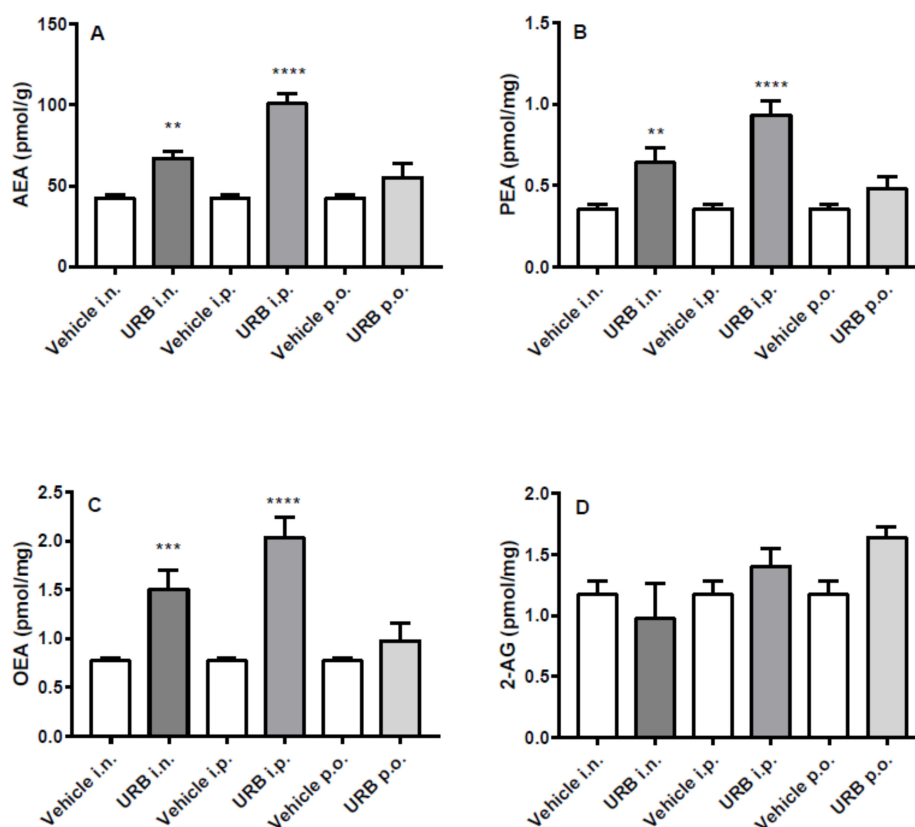 A
AEA (pmol/g)
150
100
50
0
**
****
Vehicle i.n.
URB i.n.
Vehicle i.p.
URB i.p.
Vehicle p.o.
URB p.o.
B
PEA (pmol/mg)
1.5
1.0
0.5
0.0
**
****
Vehicle i.n.
URB i.n.
Vehicle i.p.
URB i.p.
Vehicle p.o.
URB p.o.
C
OEA (pmol/mg)
2.5
2.0
1.5
1.0
0.5
0.0
***
****
Vehicle i.n.
URB i.n.
Vehicle i.p.
URB i.p.
Vehicle p.o.
URB p.o.
D
2-AG (pmol/mg)
2.0
1.5
1.0
0.5
0.0
Vehicle i.n.
URB i.n.
Vehicle i.p.
URB i.p.
Vehicle p.o.
URB p.o.